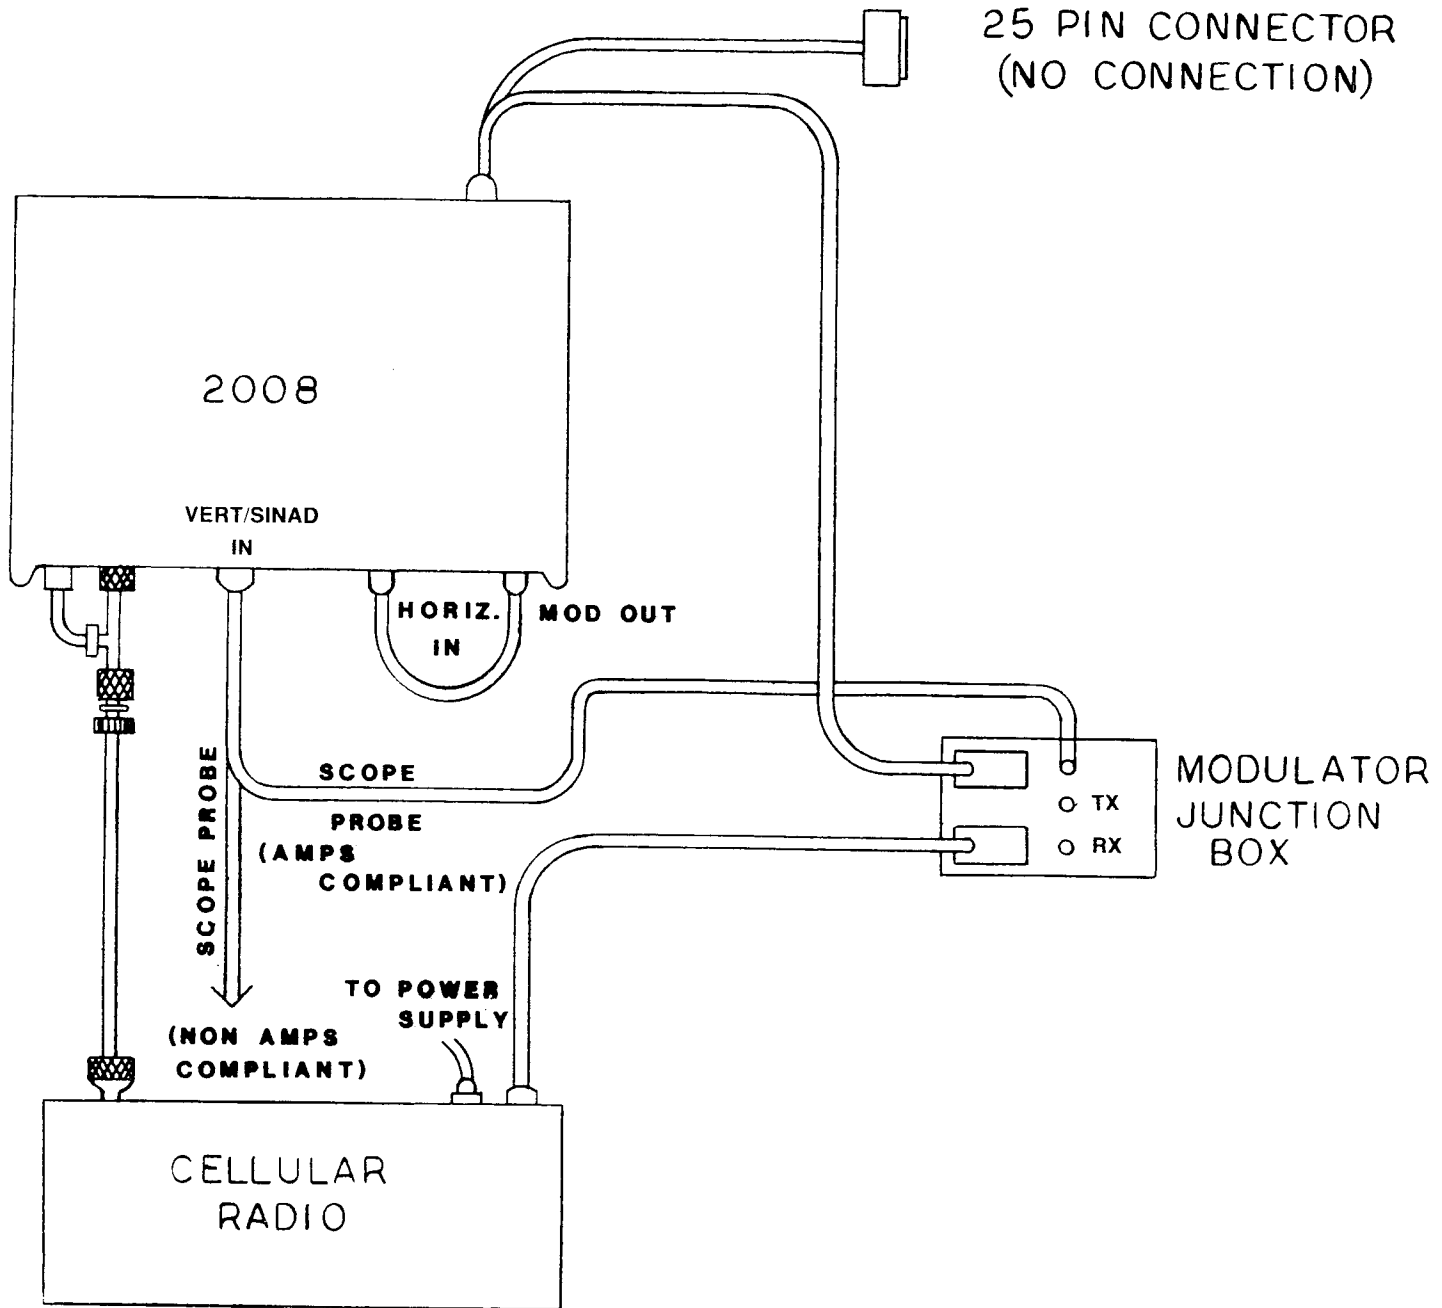 25 PIN CONNECTOR
(NO CONNECTION)
2008
VERT/SINAD
IN
HORIZ.
IN
MOD OUT
SCOPE PROBE
SCOPE
PROBE
(AMPS
COMPLIANT)
MODULATOR
JUNCTION
BOX
TX
RX
TO POWER
SUPPLY
(NON AMPS
COMPLIANT)
CELLULAR
RADIO